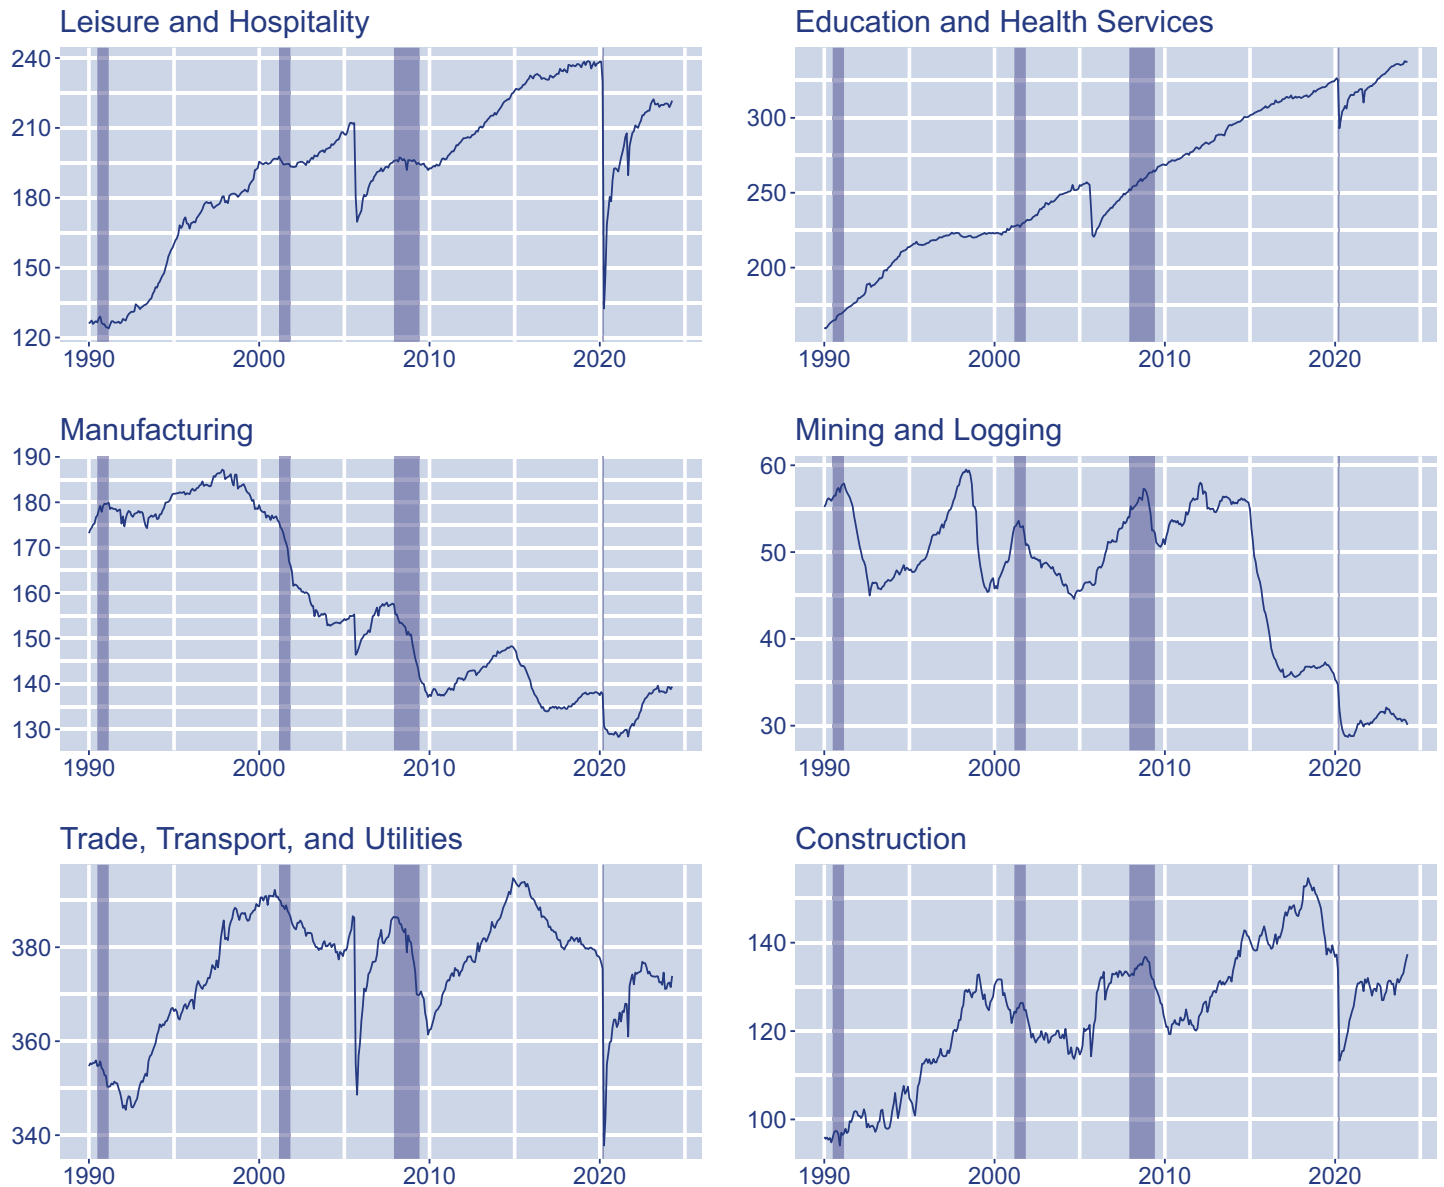 Leisure and Hospitality
240
210
180
150
120
1990 2000 2010 2020
Education and Health Services
300
250
200
1990 2000 2010 2020
Manufacturing
190
180
170
160
150
140
130
1990 2000 2010 2020
Mining and Logging
60
50
40
30
1990 2000 2010 2020
Trade, Transport, and Utilities
380
360
340
1990 2000 2010 2020
Construction
140
120
100
1990 2000 2010 2020